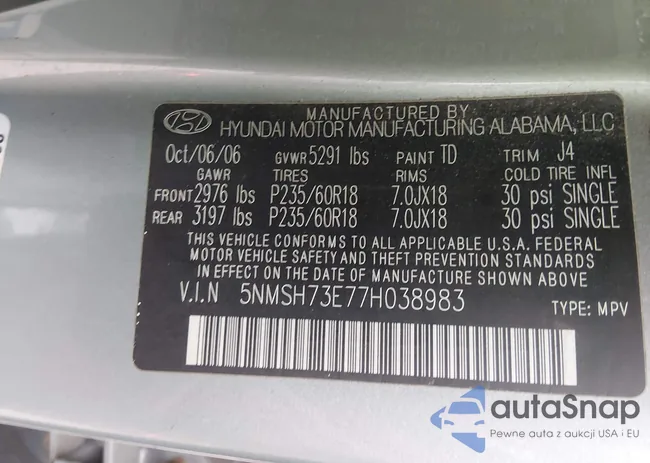 MANUFACTURED BY
HYUNDAI MOTOR MANUFACTURING ALABAMA, LLC
Oct/06/06 GVWR 5291 lbs PAINT TD TRIM J4
GAWR TIRES RIMS COLD TIRE INFL
FRONT 2976 lbs P235/60R18 7.0JX18 30 psi SINGLE
REAR 3197 lbs P235/60R18 7.0JX18 30 psi SINGLE
THIS VEHICLE CONFORMS TO ALL APPLICABLE U.S.A. FEDERAL
MOTOR VEHICLE SAFETY AND THEFT PREVENTION STANDARDS
IN EFFECT ON THE DATE OF MANUFACTURE SHOWN ABOVE.
V.I.N 5NMSH73E77H038983 TYPE: MPV
autaSnap
Pewne auta z aukcji USA i EU